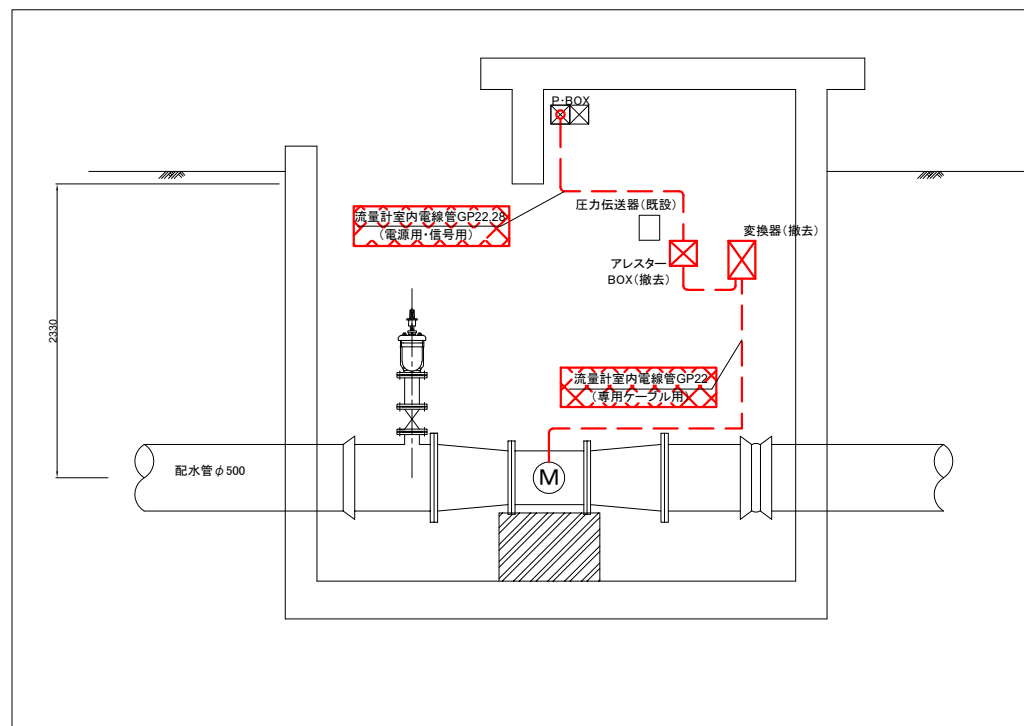 P・BOX
流量計室内電線管GP22,28
(電源用・信号用)
圧力伝送器(既設)
変換器(撤去)
アレスター
BOX(撤去)
2330
流量計室内電線管GP22
(専用ケーブル用)
配水管φ500
M